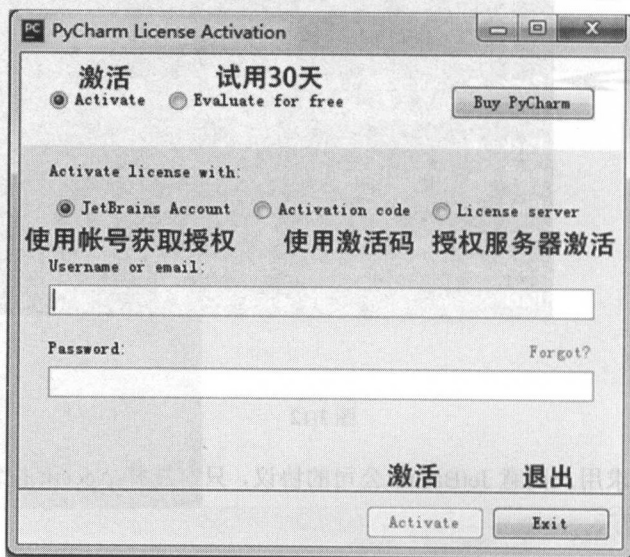 PC PyCharm License Activation
激活 试用30天
Activate Evaluate for free Buy PyCharm
Activate license with:
JetBrains Account Activation code License server
使用帐号获取授权 使用激活码 授权服务器激活
Username or email:
Password: Forgot?
激活 退出
Activate Exit